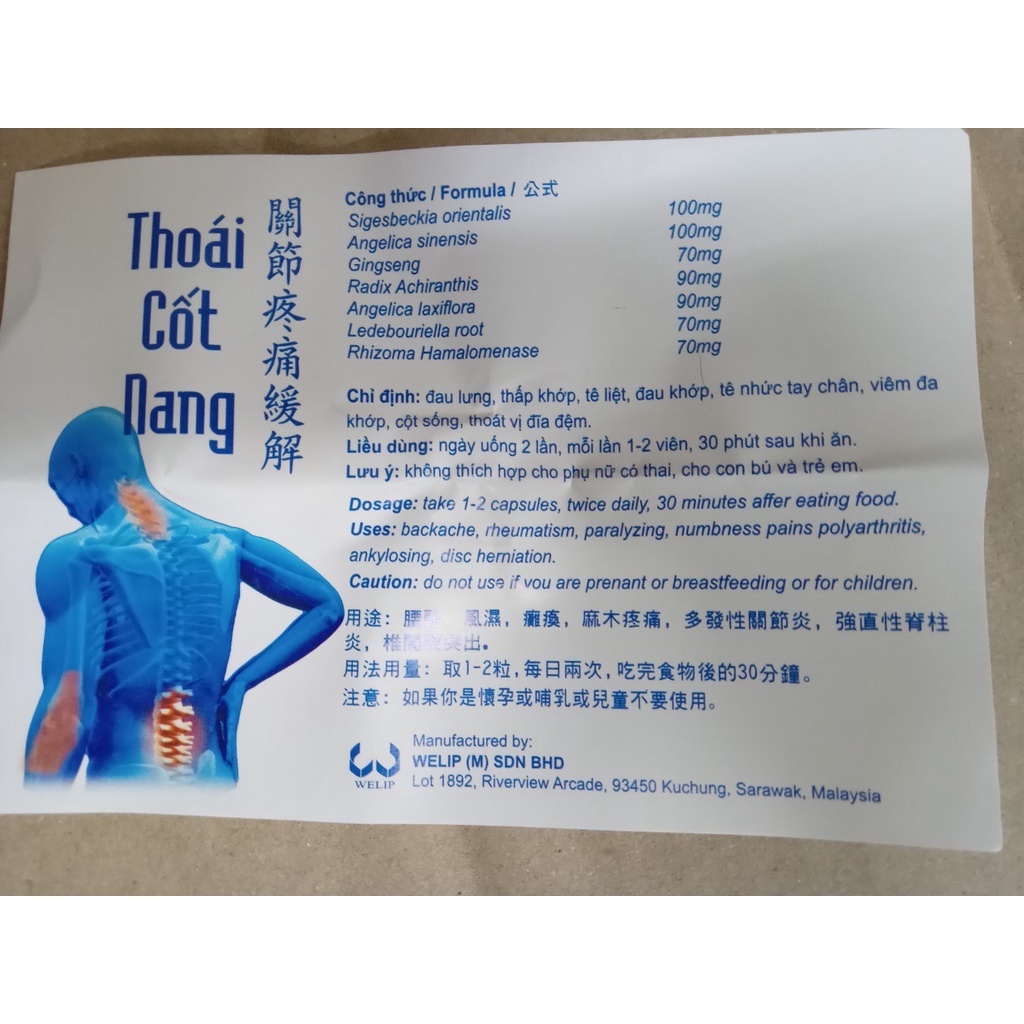 Thoái
Cốt
Nang
關節疼痛緩解
Công thức / Formula / 公式
Sigesbeckia orientalis 100mg
Angelica sinensis 100mg
Gingseng 70mg
Radix Achiranthis 90mg
Angelica laxiflora 90mg
Ledebouriella root 70mg
Rhizoma Hamalomenase 70mg
Chỉ định: đau lưng, thấp khớp, tê liệt, đau khớp, tê nhức tay chân, viêm đa
khớp, cột sống, thoát vị đĩa đệm.
Liều dùng: ngày uống 2 lần, mỗi lần 1-2 viên, 30 phút sau khi ăn.
Lưu ý: không thích hợp cho phụ nữ có thai, cho con bú và trẻ em.
Dosage: take 1-2 capsules, twice daily, 30 minutes affer eating food.
Uses: backache, rheumatism, paralyzing, numbness pains polyarthritis,
ankylosing, disc herniation.
Caution: do not use if you are prenant or breastfeeding or for children.
用途: 腰 風濕, 癱瘓, 麻木疼痛, 多發性關節炎, 強直性脊柱
炎, 椎 突出.
用法用量: 取1-2粒, 每日兩次, 吃完食物後的30分鐘。
注意: 如果你是懷孕或哺乳或兒童不要使用。
Manufactured by:
WELIP (M) SDN BHD
WELIP
Lot 1892, Riverview Arcade, 93450 Kuchung, Sarawak, Malaysia